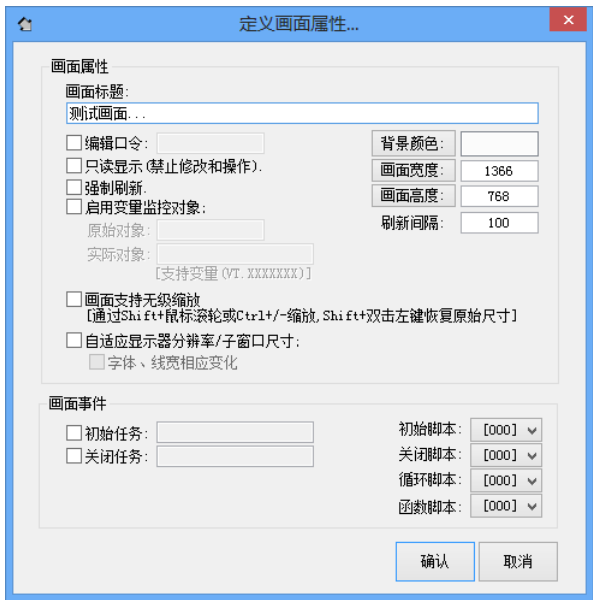 定义画面属性...
画面属性
画面标题:
测试画面...
编辑口令:
背景颜色:
只读显示(禁止修改和操作).
画面宽度: 1366
强制刷新.
画面高度: 768
启用变量监控对象;
刷新间隔: 100
原始对象:
实际对象:
[支持变量(VT.XXXXXXX)]
画面支持无级缩放
[通过Shift+鼠标滚轮或Ctrl+/-缩放,Shift+双击左键恢复原始尺寸]
自适应显示器分辨率/子窗口尺寸;
字体、线宽相应变化
画面事件
初始任务: 初始脚本: [000]
关闭任务: 关闭脚本: [000]
循环脚本: [000]
函数脚本: [000]
确认 取消